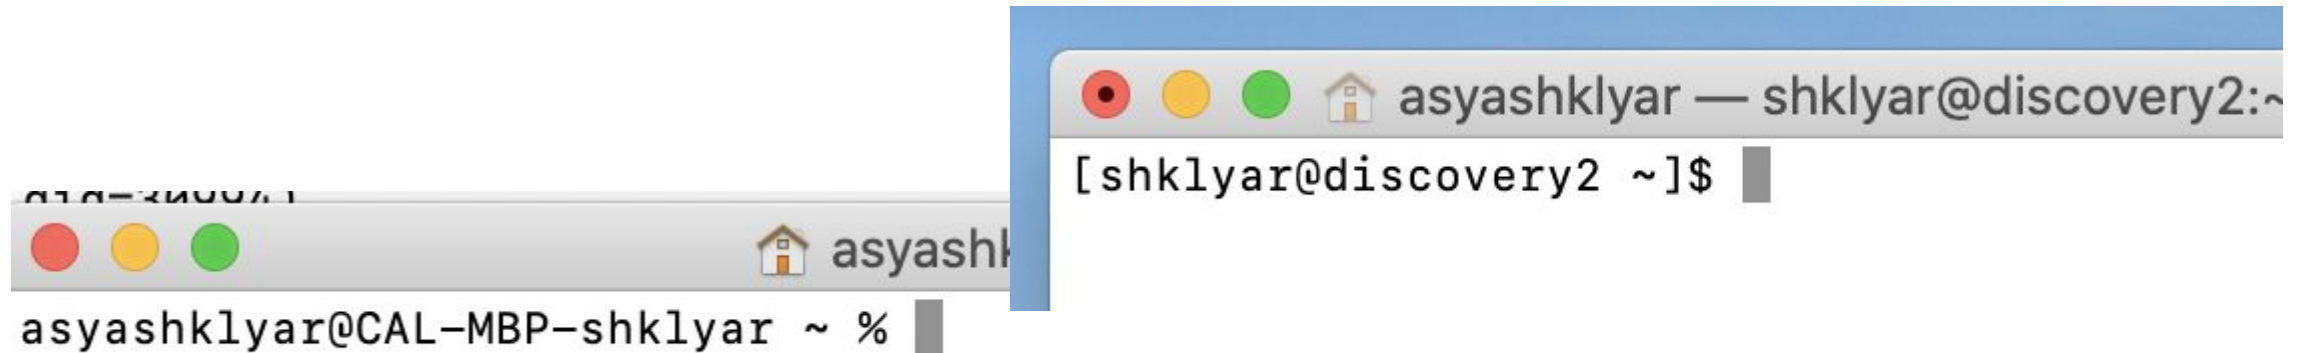 asyashklyar — shklyar@discovery2:~
[shklyar@discovery2 ~]$
asyashk
asyashklyar@CAL-MBP-shklyar ~ %